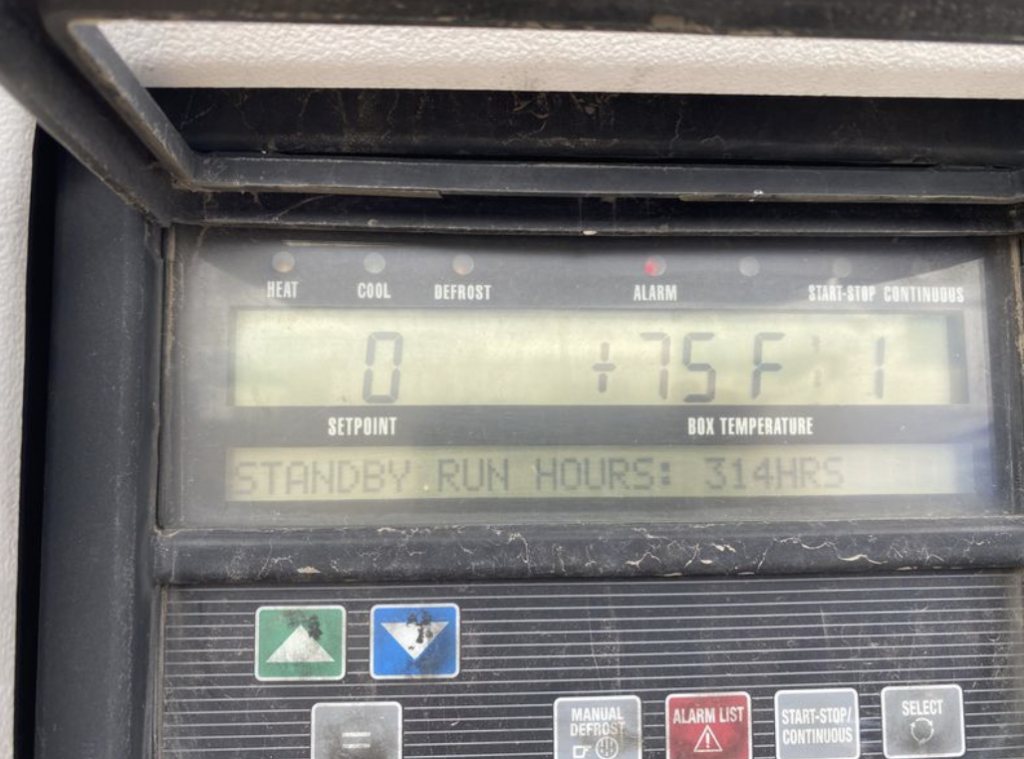 HEAT COOL DEFROST ALARM START-STOP CONTINUOUS
0 +75F 1
SETPOINT BOX TEMPERATURE
STANDBY RUN HOURS: 314HRS
MANUAL
DEFROST
ALARM LIST
START-STOP/
CONTINUOUS
SELECT